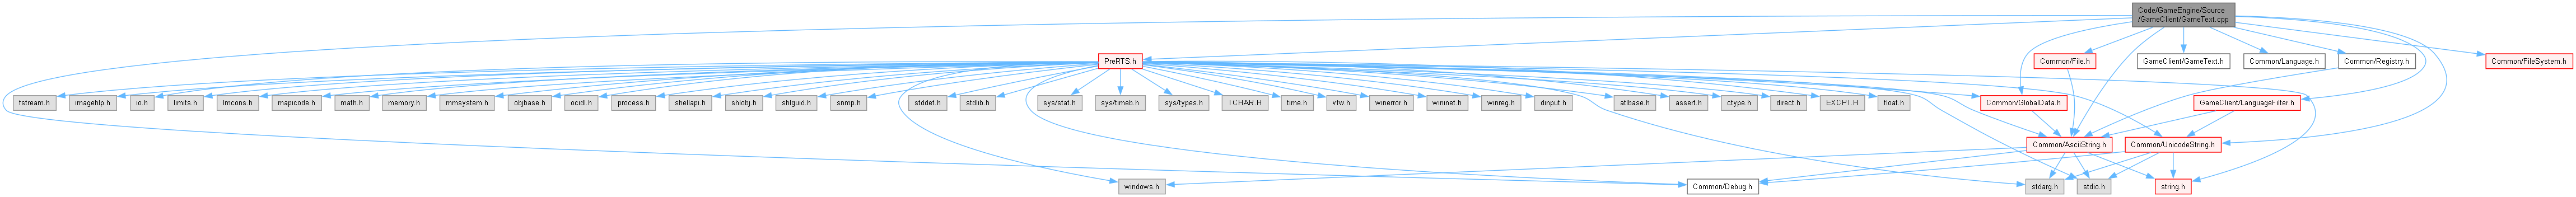 Code/GameEngine/Source
/GameClient/GameText.cpp
PreRTS.h
Common/File.h
GameClient/GameText.h
Common/Language.h
Common/Registry.h
Common/FileSystem.h
fstream.h
imagehlp.h
io.h
limits.h
lmcons.h
mapicode.h
math.h
memory.h
mmsystem.h
objbase.h
ocidl.h
process.h
shellapi.h
shlobj.h
shlguid.h
snmp.h
stddef.h
stdlib.h
sys/stat.h
sys/timeb.h
sys/types.h
TCHAR.H
time.h
vfw.h
winerror.h
wininet.h
winreg.h
dinput.h
atlbase.h
assert.h
ctype.h
direct.h
EXCPT.H
float.h
Common/GlobalData.h
GameClient/LanguageFilter.h
Common/AsciiString.h
Common/UnicodeString.h
windows.h
Common/Debug.h
stdarg.h
stdio.h
string.h